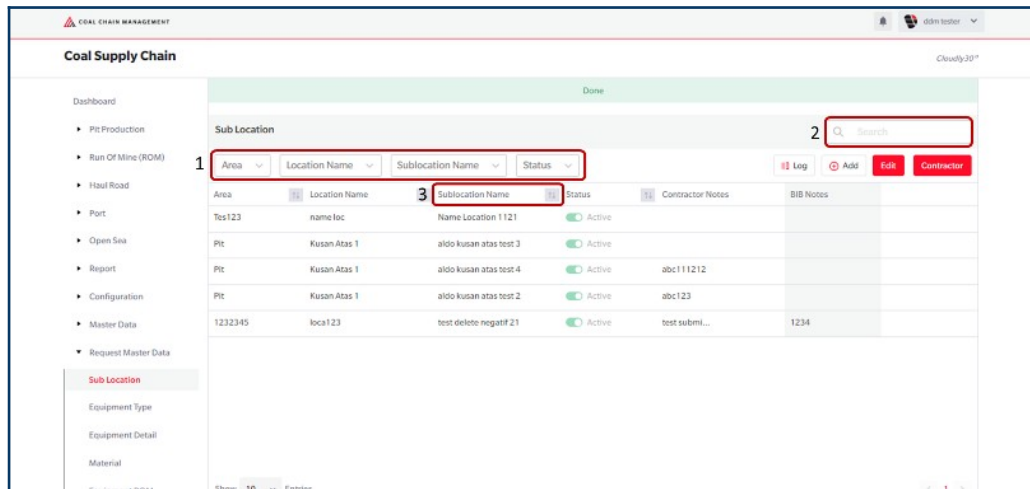 COAL CHAIN MANAGEMENT
ddm tester
Coal Supply Chain
Cloudly30°
Done
Dashboard
Pit Production
Run Of Mine (ROM)
Haul Road
Port
Open Sea
Report
Configuration
Master Data
Request Master Data
Sub Location
Equipment Type
Equipment Detail
Material
Sub Location
2 Search
1 Area Location Name Sublocation Name Status
Log Add Edit Contractor
Area Location Name 3 Sublocation Name Status Contractor Notes BIB Notes
Tes123 name loc Name Location 1121 Active
Pit Kusan Atas 1 aldo kusan atas test 3 Active
Pit Kusan Atas 1 aldo kusan atas test 4 Active abc111212
Pit Kusan Atas 1 aldo kusan atas test 2 Active abc123
1232345 loca123 test delete negatif 21 Active test submi... 1234
Show 10 Entries 1